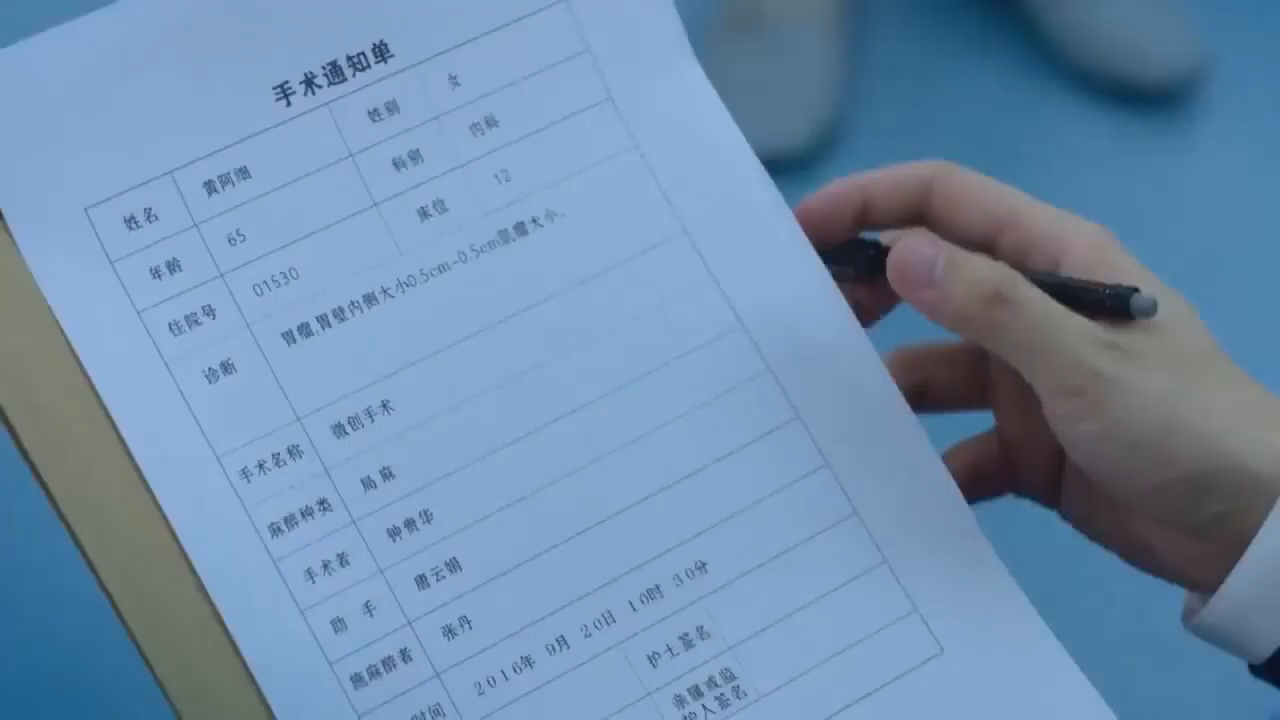 手术通知单
姓名 黄阿细 姓别 女
年龄 65 科别 内科
住院号 01530 床位 12
诊断 胃瘤,胃壁内侧大小0.5cm-0.5cm肌瘤大小.
手术名称 微创手术
麻醉种类 局麻
手术者 钟贵华
助 手 唐云娟
施麻醉者 张丹
时间 2016年 9月 20日 10时 30分
护士签名
亲属或监
护人签名